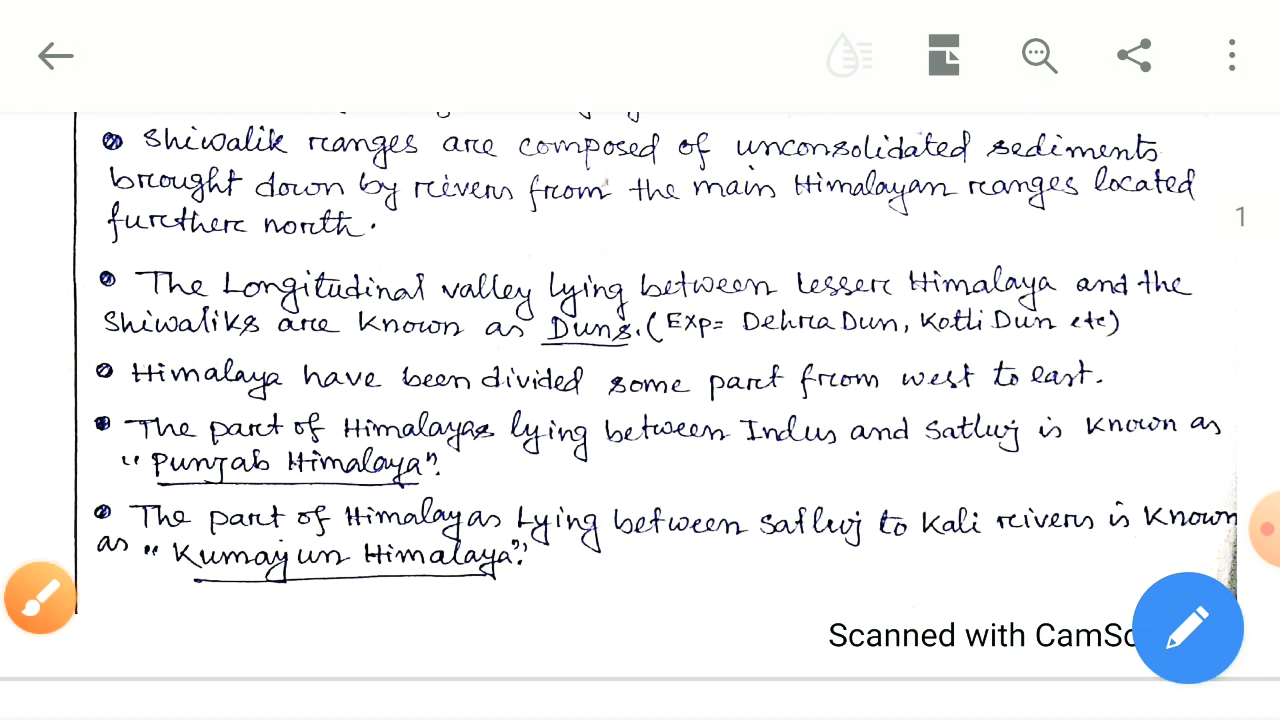 Shiwalik ranges are composed of unconsolidated sediments
brought down by rivers from the main Himalayan ranges located
further north.
The Longitudinal valley lying between Lesser Himalaya and the
Shiwaliks are known as Duns. (Exp= Dehra Dun, Kotli Dun etc)
Himalaya have been divided some part from west to east.
The part of Himalayas lying between Indus and Satluj is known as
"Punjab Himalaya".
The part of Himalayas Lying between Satluj to Kali rivers is known
as "Kumayun Himalaya".
Scanned with CamSc
1